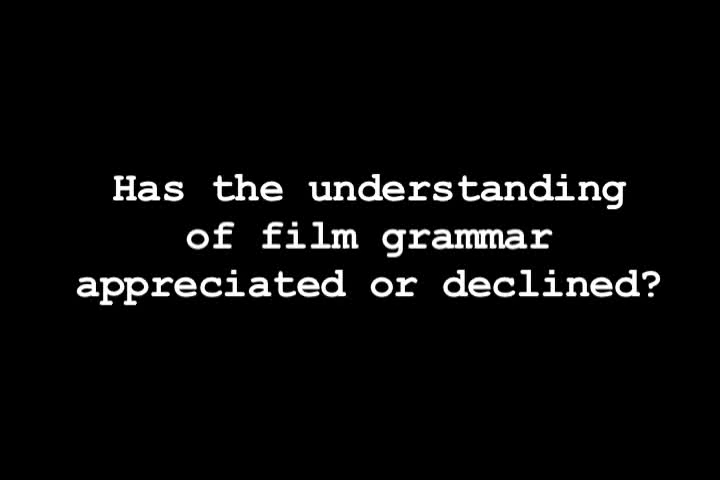 Has the understanding
of film grammar
appreciated or declined?